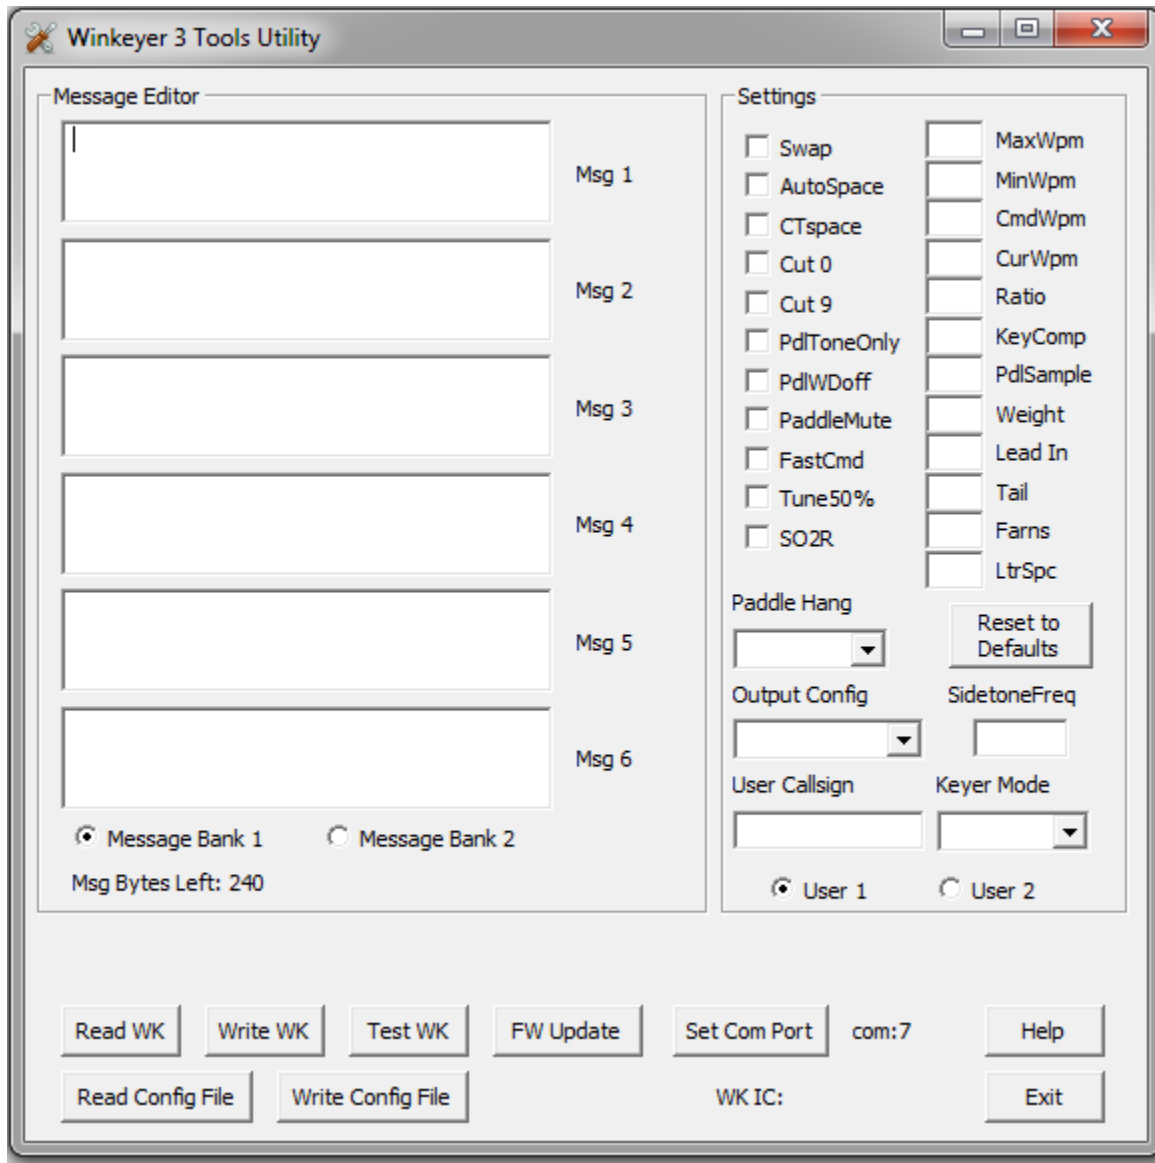 Winkeyer 3 Tools Utility
Message Editor
Msg 1
Msg 2
Msg 3
Msg 4
Msg 5
Msg 6
Message Bank 1 Message Bank 2
Msg Bytes Left: 240
Settings
Swap
AutoSpace
CTspace
Cut 0
Cut 9
PdlToneOnly
PdlWDoff
PaddleMute
FastCmd
Tune50%
SO2R
MaxWpm
MinWpm
CmdWpm
CurWpm
Ratio
KeyComp
PdlSample
Weight
Lead In
Tail
Farns
LtrSpc
Paddle Hang
Reset to
Defaults
Output Config SidetoneFreq
User Callsign Keyer Mode
User 1 User 2
Read WK Write WK Test WK FW Update Set Com Port com:7 Help
Read Config File Write Config File WK IC: Exit